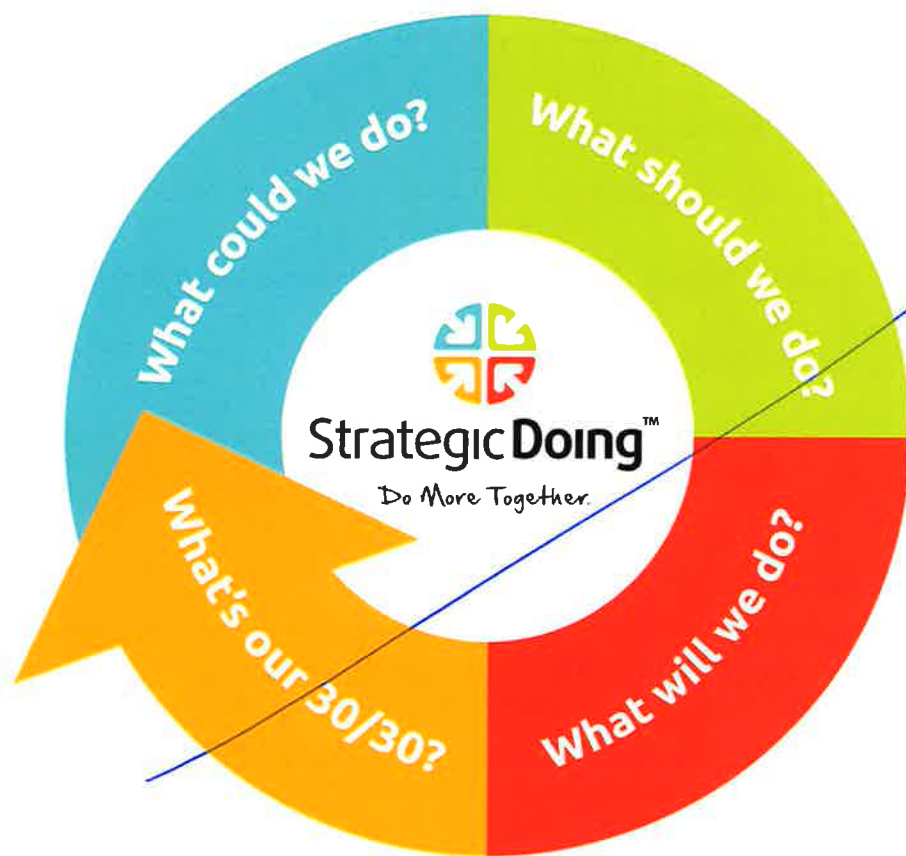 What could we do?
What should we do?
What will we do?
What's our 30/30?
StrategicDoing™
Do More Together.